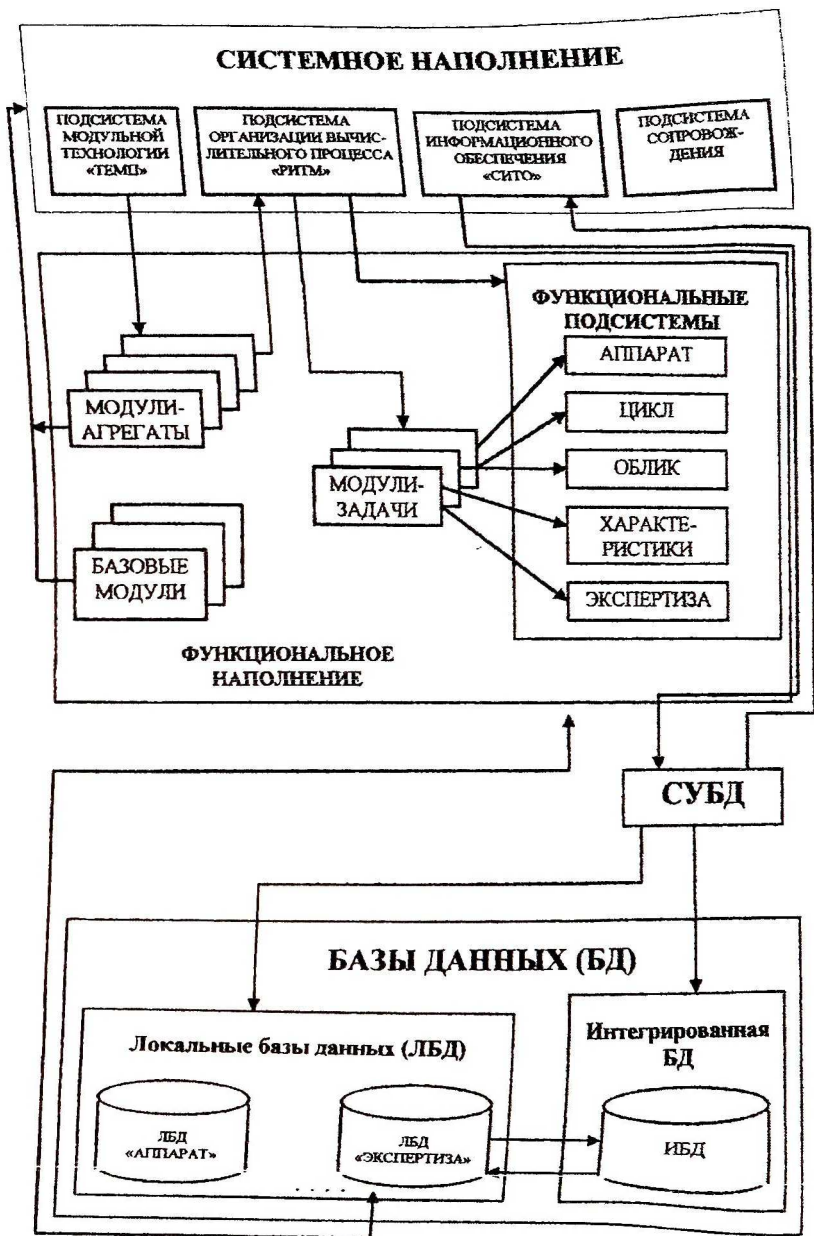 СИСТЕМНОЕ НАПОЛНЕНИЕ
ПОДСИСТЕМА
МОДУЛЬНОЙ
ТЕХНОЛОГИИ
«ТЕМП»
ПОДСИСТЕМА
ОРГАНИЗАЦИИ ВЫЧИС-
ЛИТЕЛЬНОГО ПРОЦЕССА
«РИТМ»
ПОДСИСТЕМА
ИНФОРМАЦИОННОГО
ОБЕСПЕЧЕНИЯ
«СИТО»
ПОДСИСТЕМА
СОПРОВОЖ-
ДЕНИЯ
ФУНКЦИОНАЛЬНЫЕ
ПОДСИСТЕМЫ
АППАРАТ
ЦИКЛ
ОБЛИК
ХАРАКТЕ-
РИСТИКИ
ЭКСПЕРТИЗА
МОДУЛИ-
АГРЕГАТЫ
МОДУЛИ-
ЗАДАЧИ
БАЗОВЫЕ
МОДУЛИ
ФУНКЦИОНАЛЬНОЕ
НАПОЛНЕНИЕ
СУБД
БАЗЫ ДАННЫХ (БД)
Локальные базы данных (ЛБД)
ЛБД
«АППАРАТ»
ЛБД
«ЭКСПЕРТИЗА»
Интегрированная
БД
ИБД